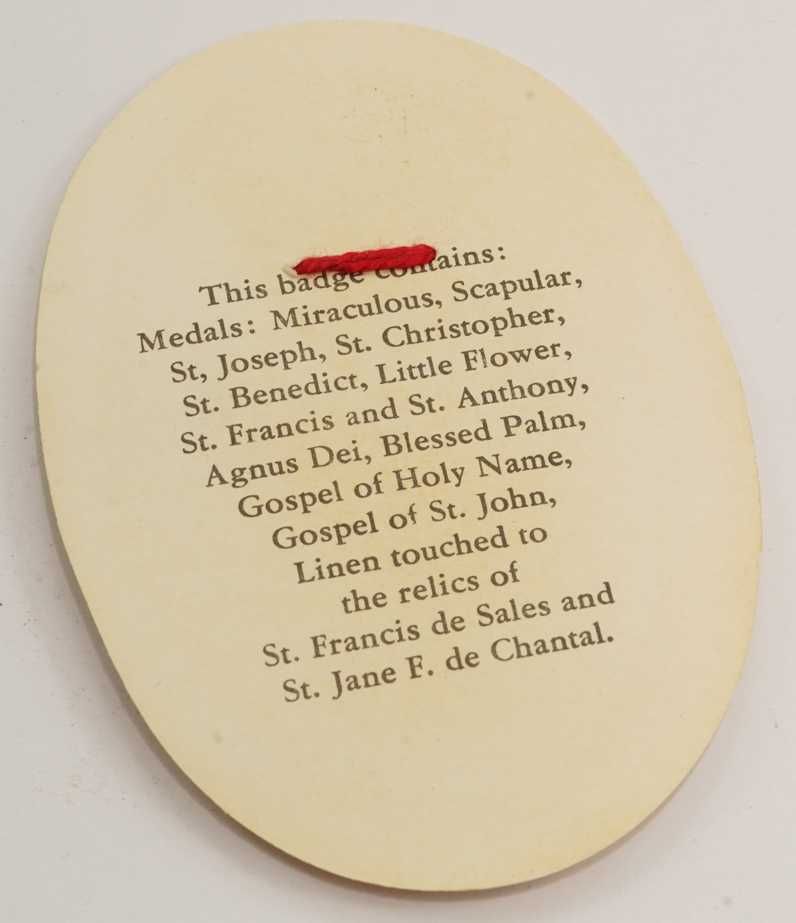 This badge contains:
Medals: Miraculous, Scapular,
St, Joseph, St. Christopher,
St. Benedict, Little Flower,
St. Francis and St. Anthony,
Agnus Dei, Blessed Palm,
Gospel of Holy Name,
Gospel of St. John,
Linen touched to
the relics of
St. Francis de Sales and
St. Jane F. de Chantal.